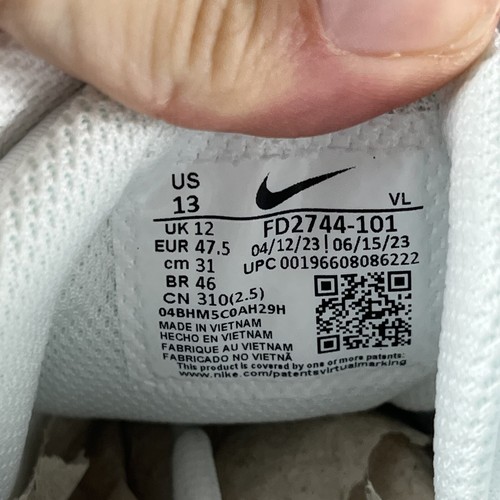 US
13
VL
UK 12
FD2744-101
EUR 47.5
04/12/23 | 06/15/23
cm 31
UPC 00196608086222
BR 46
CN 310(2.5)
04BHM5C0AH29H
MADE IN VIETNAM
HECHO EN VIETNAM
FABRIQUE AU VIETNAM
FABRICADO NO VIETNÃ
This product is covered by one or more patents:
www.nike.com/patentsvirtualmarking